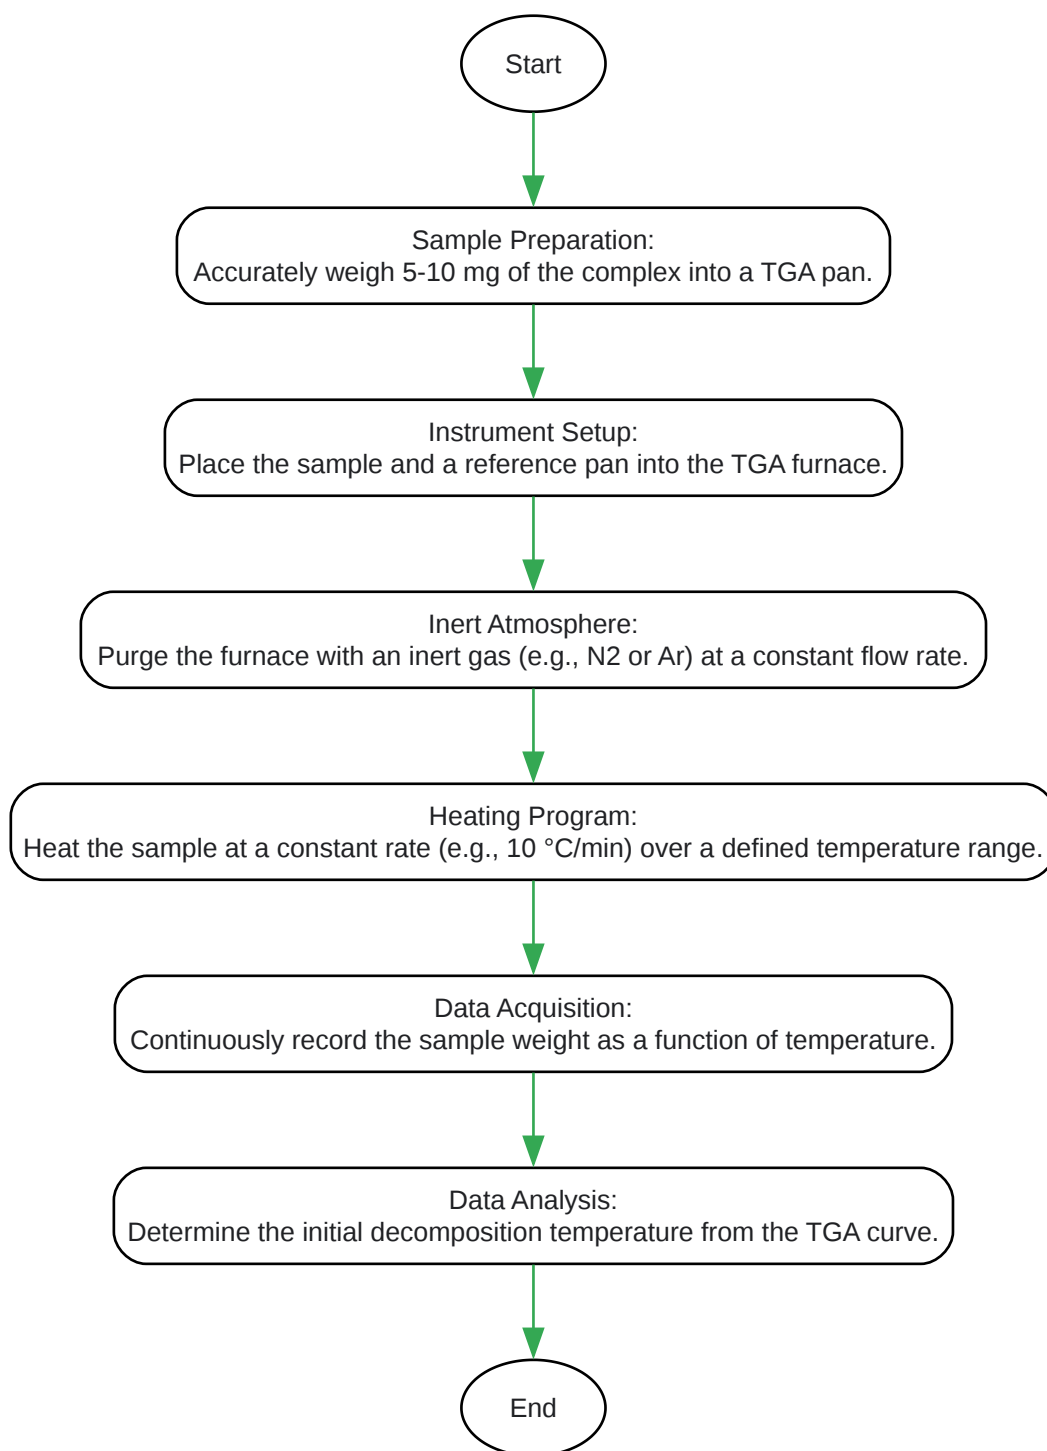 Start
Sample Preparation:
Accurately weigh 5-10 mg of the complex into a TGA pan.
Instrument Setup:
Place the sample and a reference pan into the TGA furnace.
Inert Atmosphere:
Purge the furnace with an inert gas (e.g., N2 or Ar) at a constant flow rate.
Heating Program:
Heat the sample at a constant rate (e.g., 10 °C/min) over a defined temperature range.
Data Acquisition:
Continuously record the sample weight as a function of temperature.
Data Analysis:
Determine the initial decomposition temperature from the TGA curve.
End